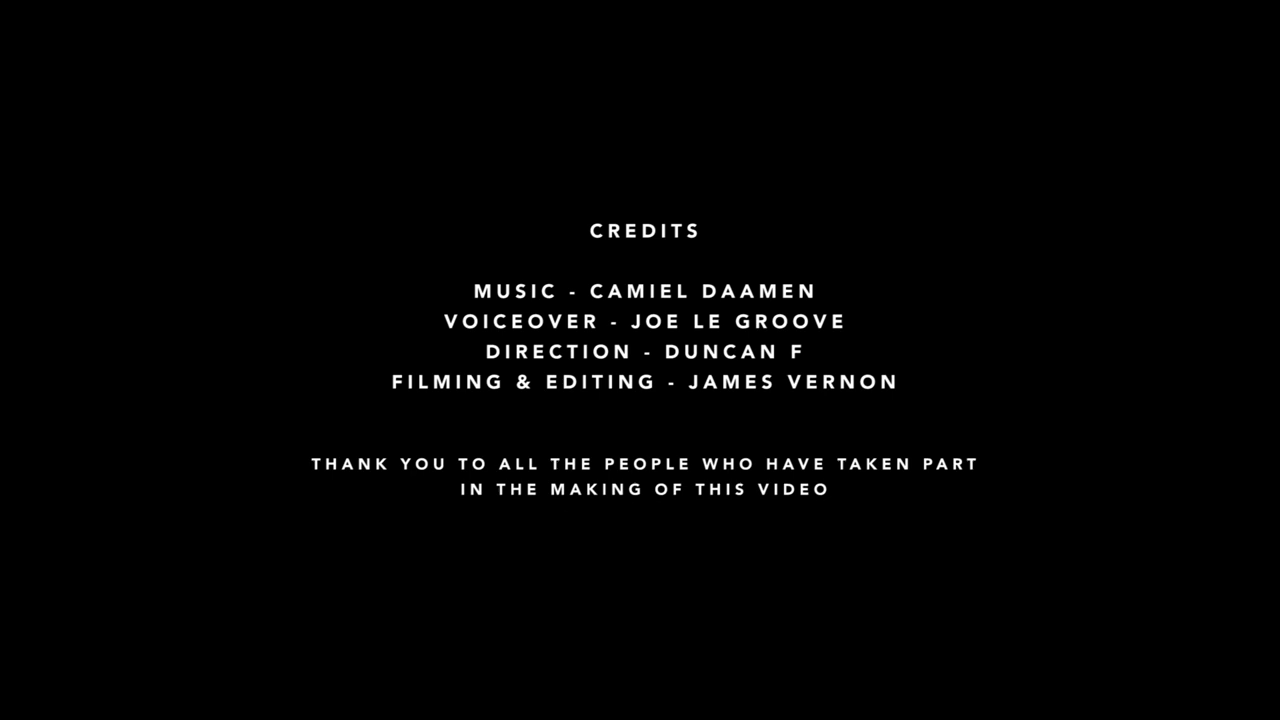 CREDITS
MUSIC - CAMIEL DAAMEN
VOICEOVER - JOE LE GROOVE
DIRECTION - DUNCAN F
FILMING & EDITING - JAMES VERNON
THANK YOU TO ALL THE PEOPLE WHO HAVE TAKEN PART
IN THE MAKING OF THIS VIDEO